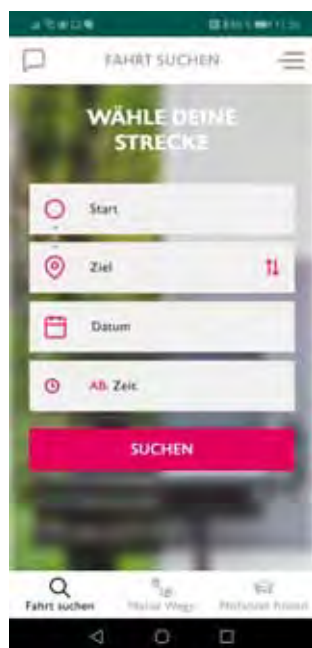 FAHRT SUCHEN
WÄHLE DEINE
STRECKE
Start
Ziel
Datum
AB: Zeit
SUCHEN
Fahrt suchen
Meine Wege